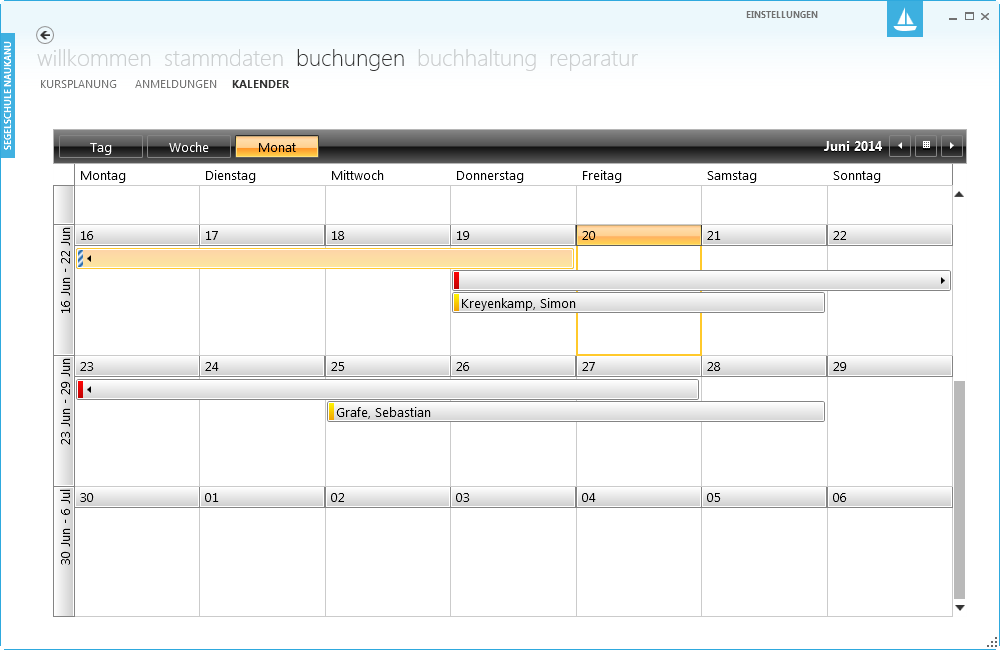 EINSTELLUNGEN
SEGELSCHULE NAUKANU
willkommen stammdaten buchungen buchhaltung reparatur
KURSPLANUNG ANMELDUNGEN KALENDER
Tag Woche Monat Juni 2014
Montag Dienstag Mittwoch Donnerstag Freitag Samstag Sonntag
16 Jun - 22 Jun
16 17 18 19 20 21 22
Kreyenkamp, Simon
23 Jun - 29 Jun
23 24 25 26 27 28 29
Grafe, Sebastian
30 Jun - 6 Jul
30 01 02 03 04 05 06